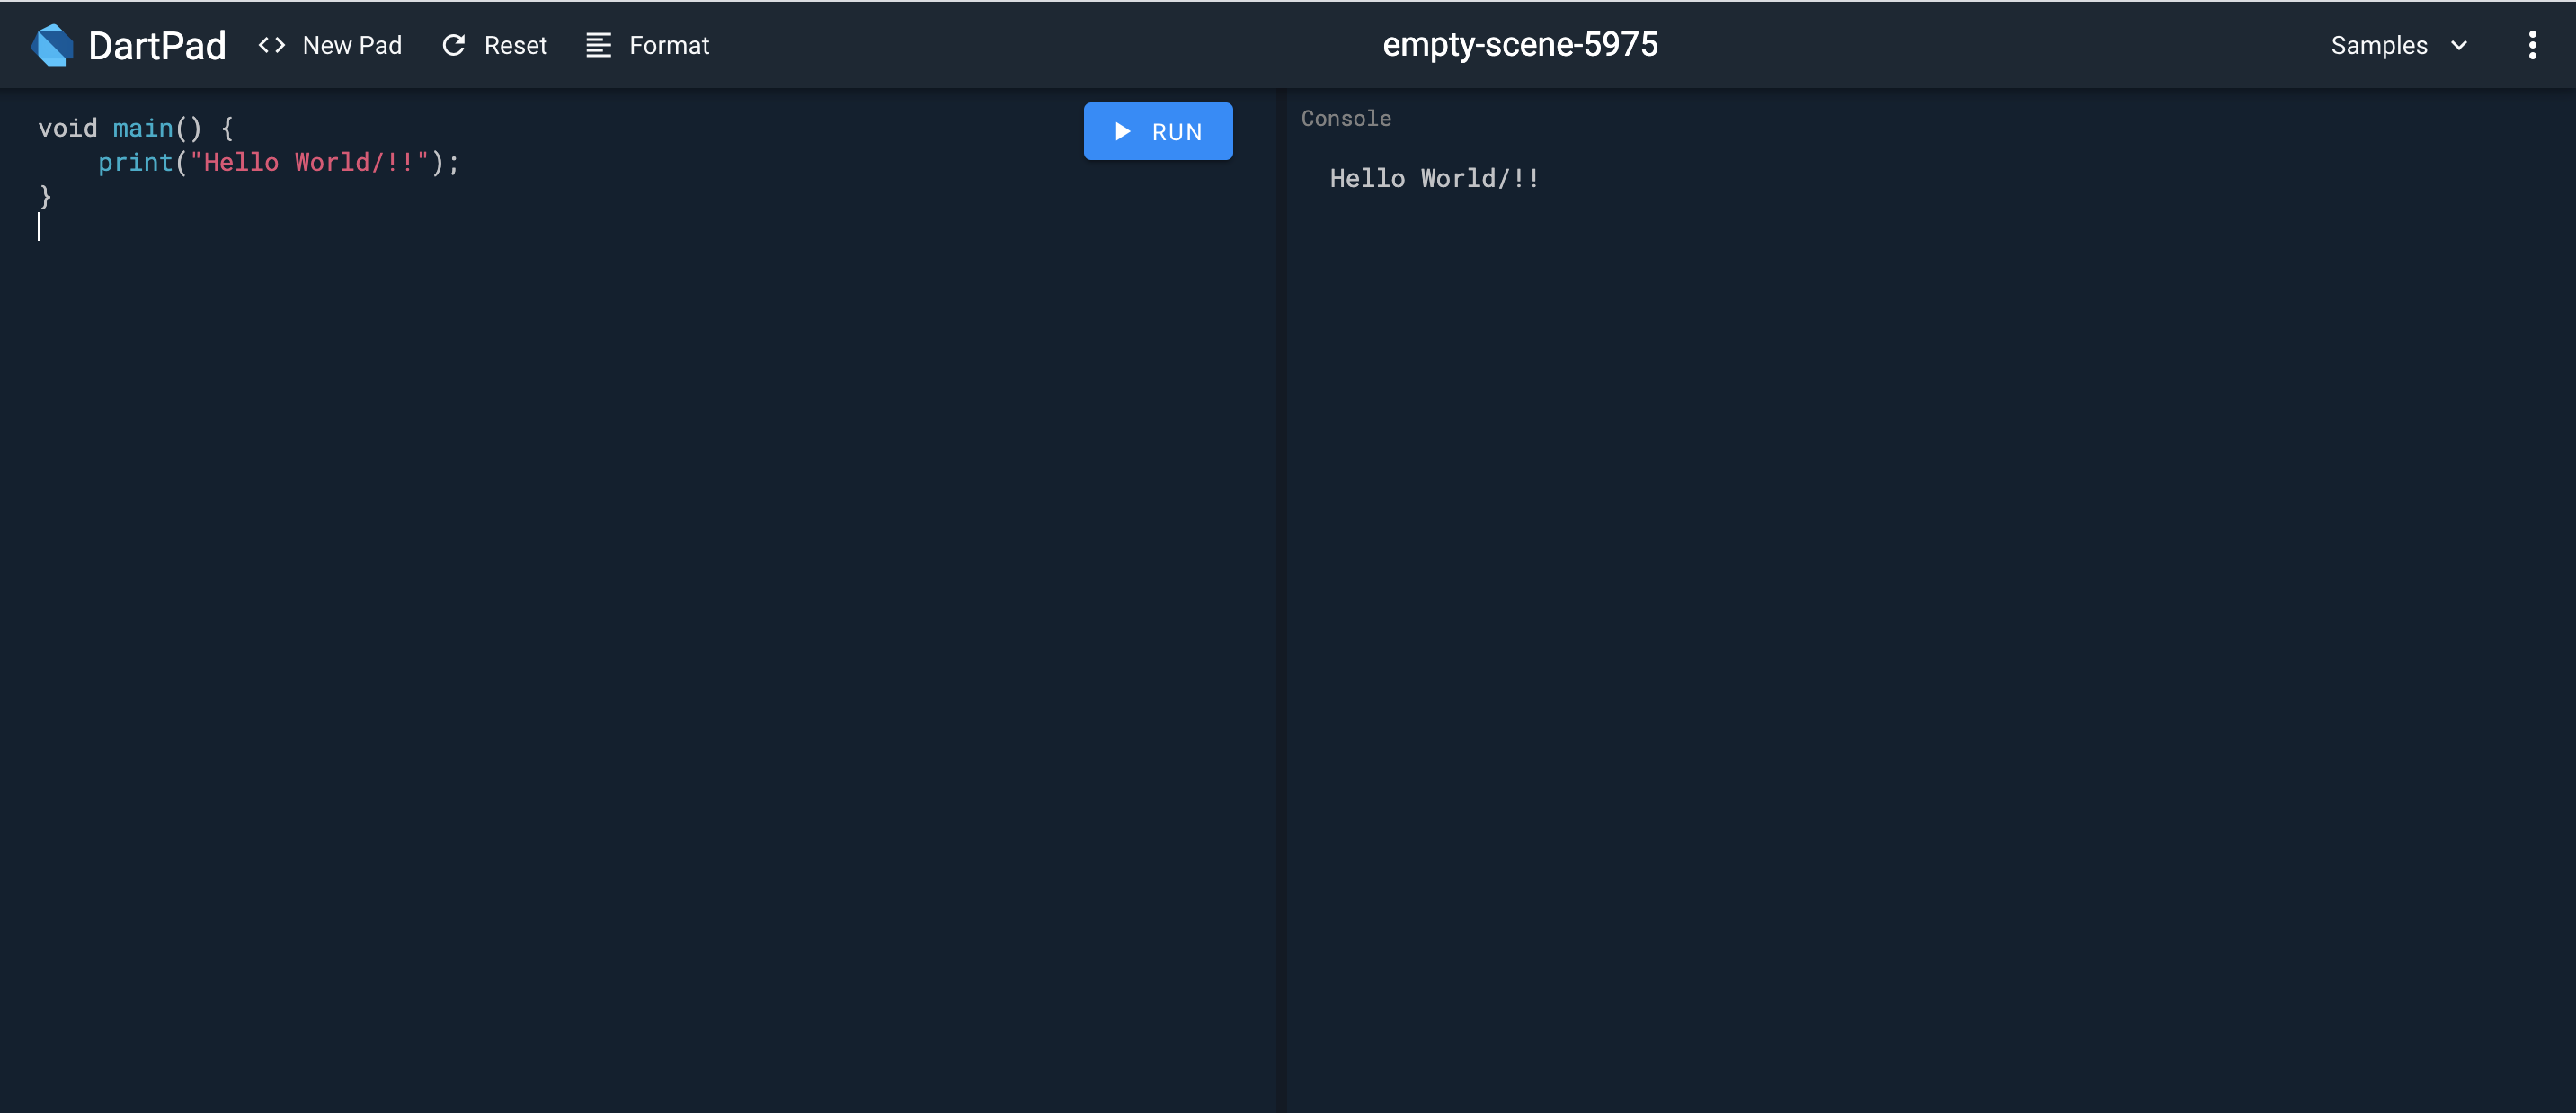 DartPad <> New Pad Reset Format empty-scene-5975 Samples
void main() {
    print("Hello World/!!");
}
RUN
Console
Hello World/!!